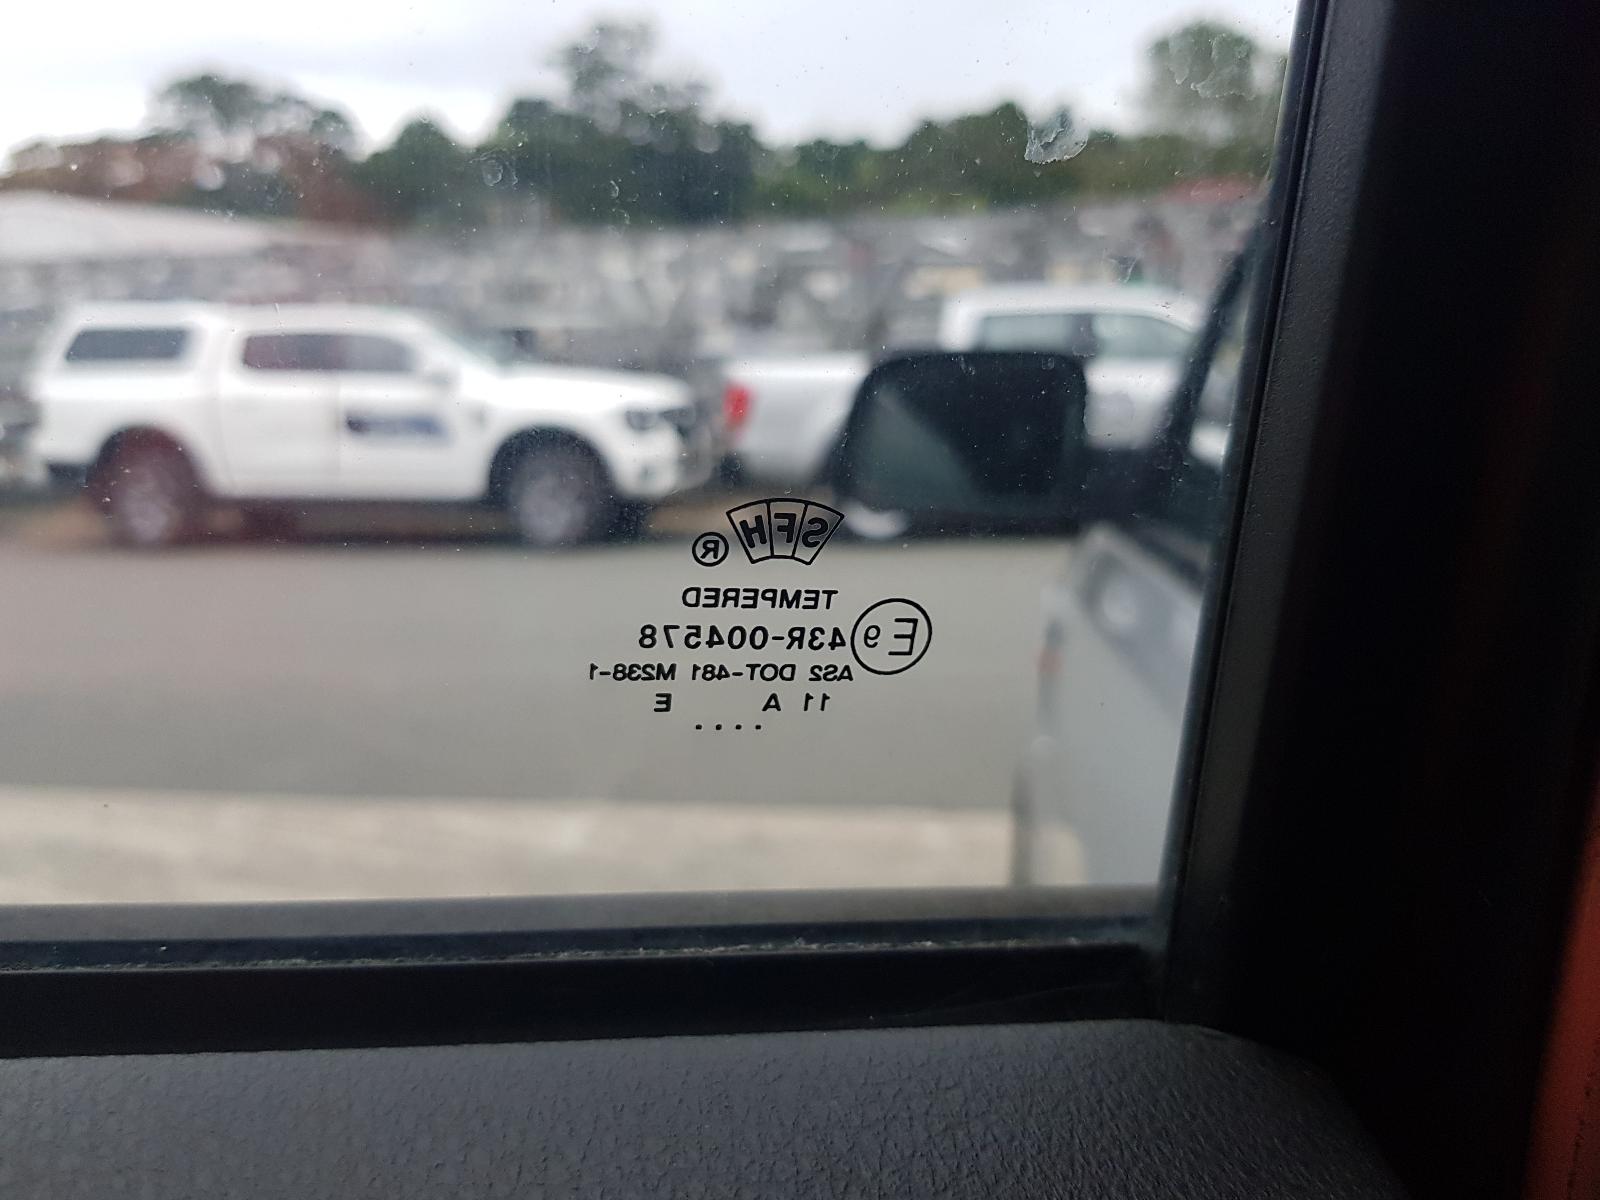 SFH ®
TEMPERED
E9 43R-004578
AS2 DOT-481 M238-1
11 A E
....